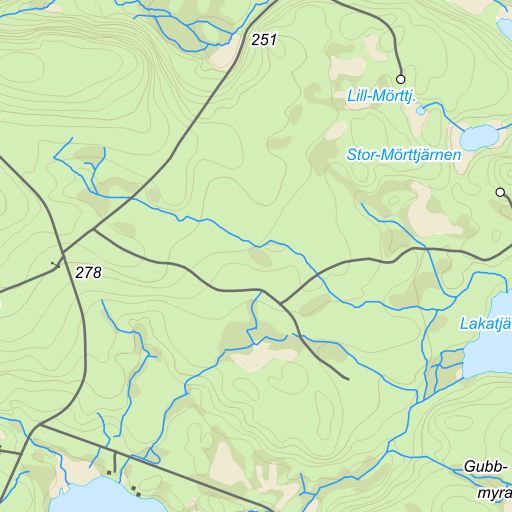 251
Lill-Mörttj.
Stor-Mörttjärnen
278
Lakatjä
Gubb-
myra